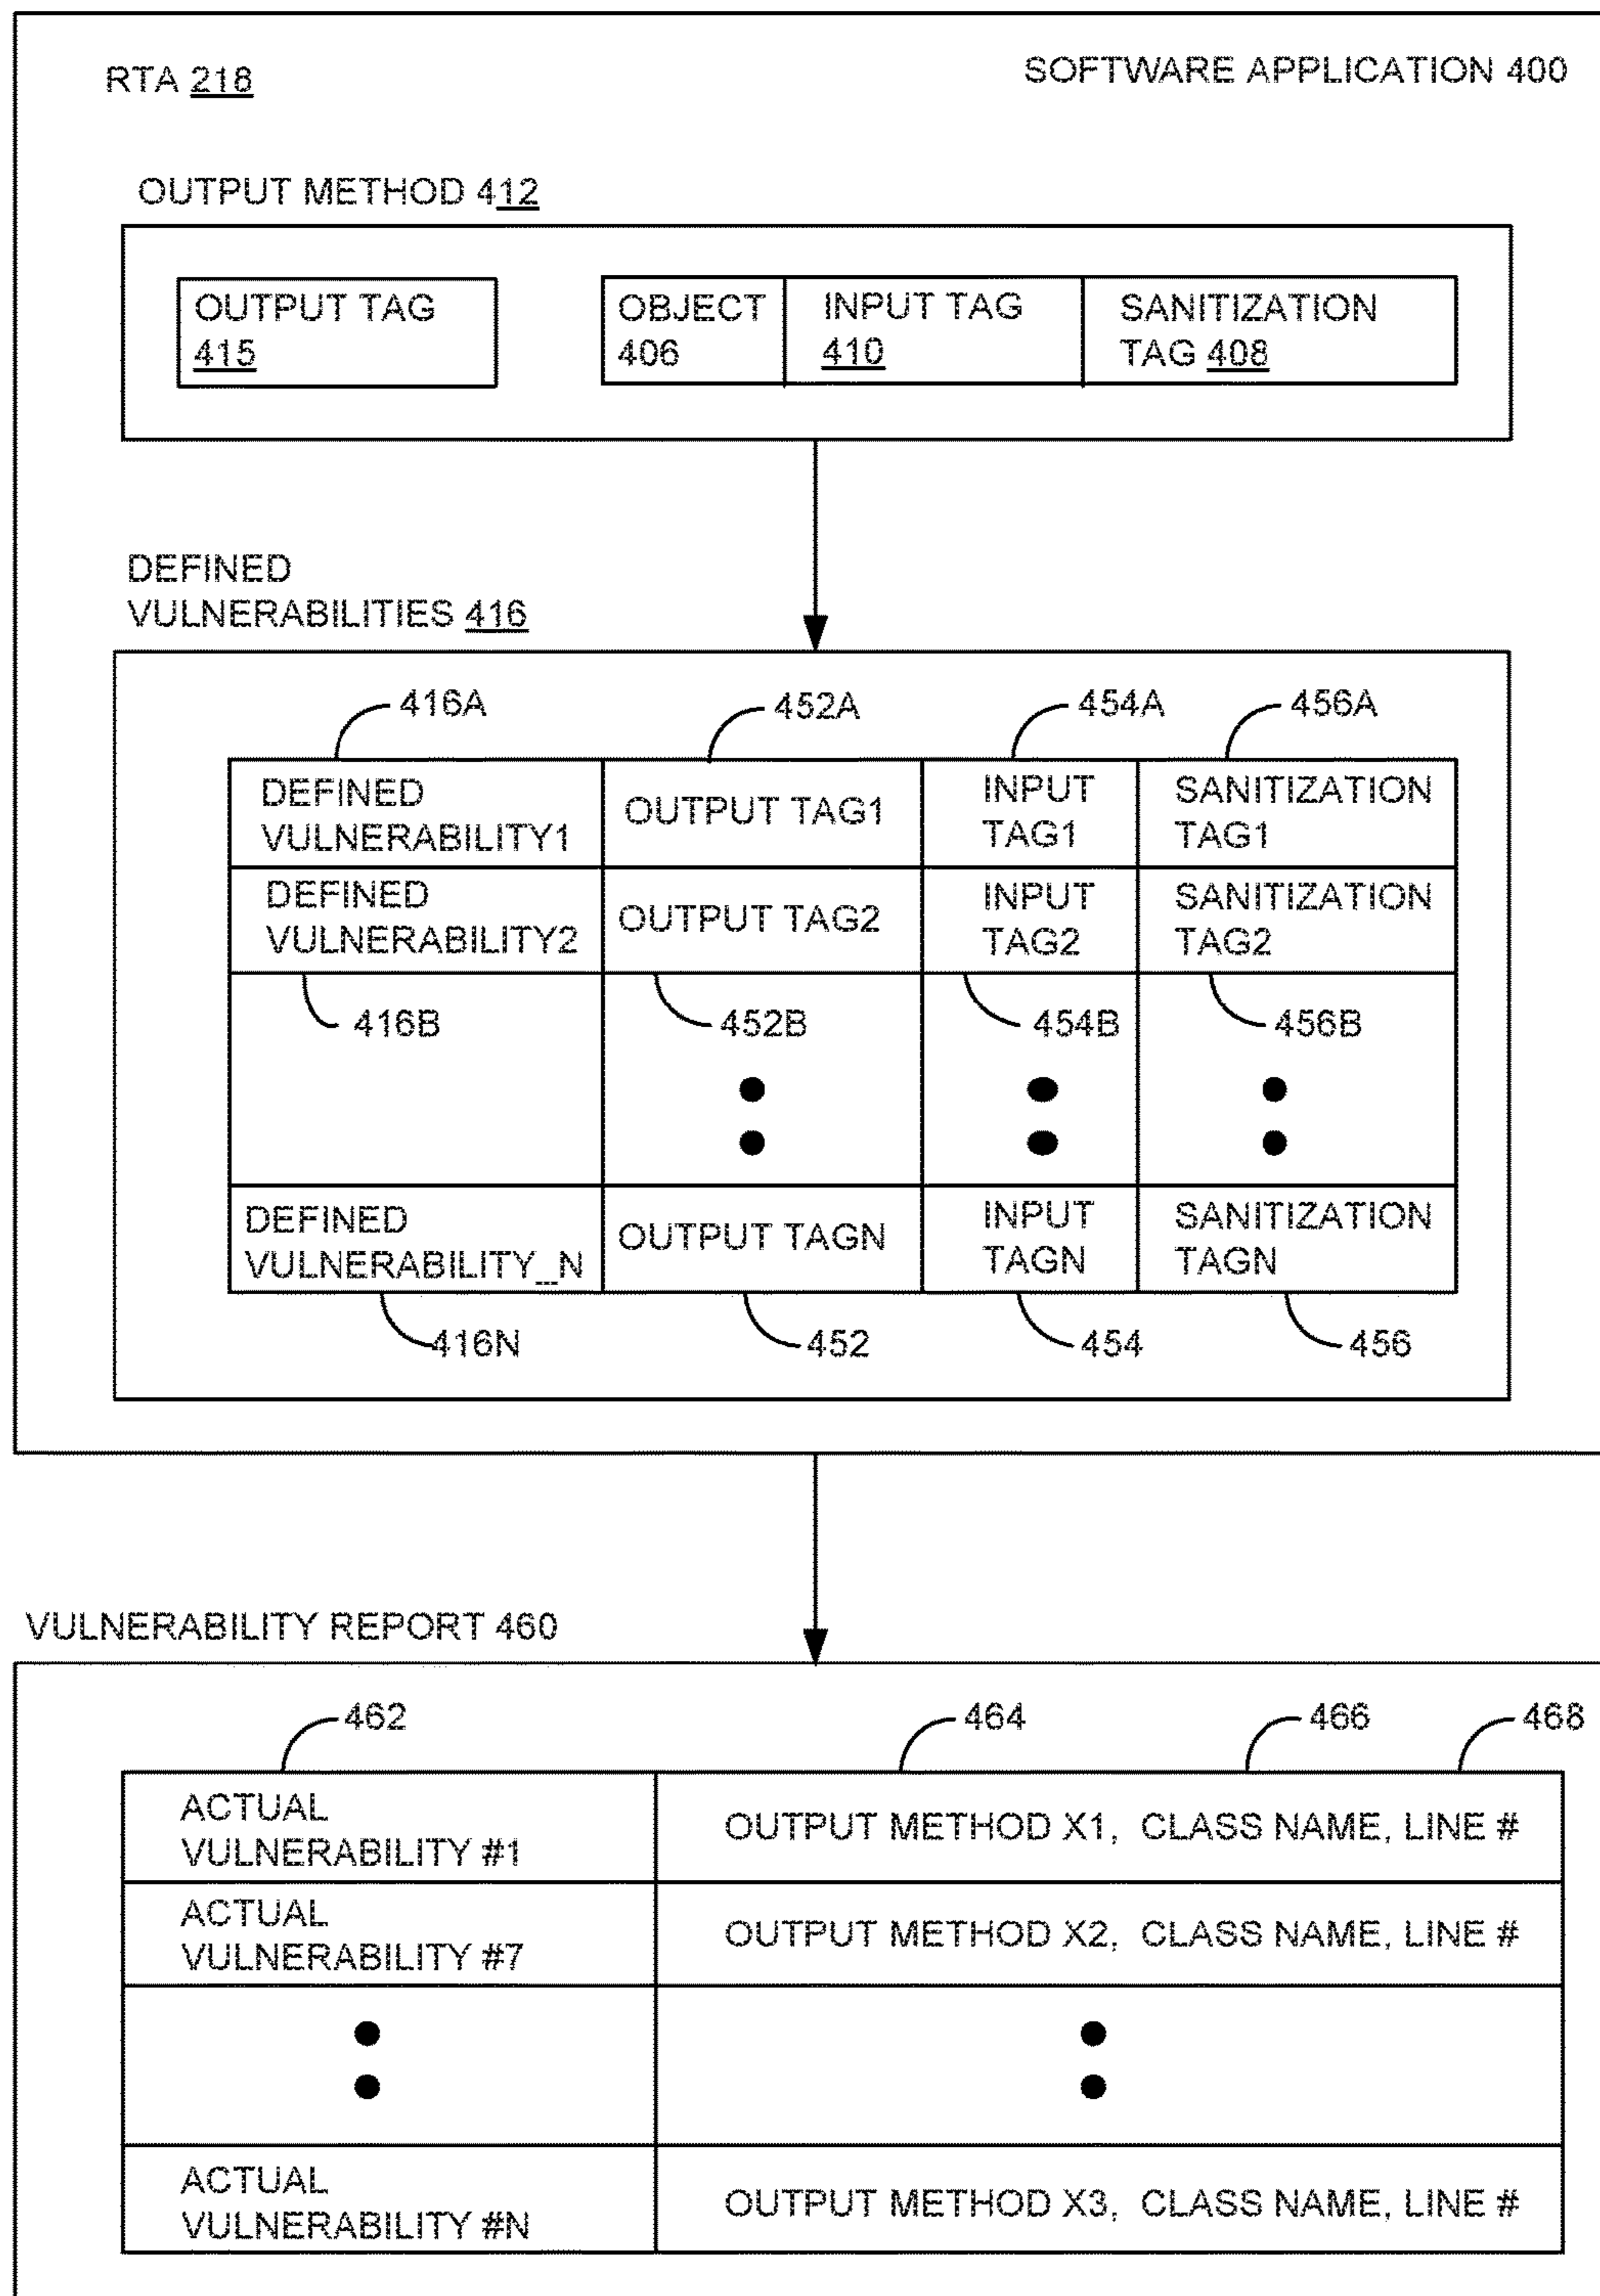 RTA 218
SOFTWARE APPLICATION 400
OUTPUT METHOD 412
OUTPUT TAG
415
OBJECT
406
INPUT TAG
410
SANITIZATION
TAG 408
DEFINED
VULNERABILITIES 416
416A
452A
454A
456A
DEFINED
VULNERABILITY1
OUTPUT TAG1
INPUT
TAG1
SANITIZATION
TAG1
DEFINED
VULNERABILITY2
OUTPUT TAG2
INPUT
TAG2
SANITIZATION
TAG2
416B
452B
454B
456B
DEFINED
VULNERABILITY_N
OUTPUT TAGN
INPUT
TAGN
SANITIZATION
TAGN
416N
452
454
456
VULNERABILITY REPORT 460
462
464
466
468
ACTUAL
VULNERABILITY #1
OUTPUT METHOD X1, CLASS NAME, LINE #
ACTUAL
VULNERABILITY #7
OUTPUT METHOD X2, CLASS NAME, LINE #
ACTUAL
VULNERABILITY #N
OUTPUT METHOD X3, CLASS NAME, LINE #